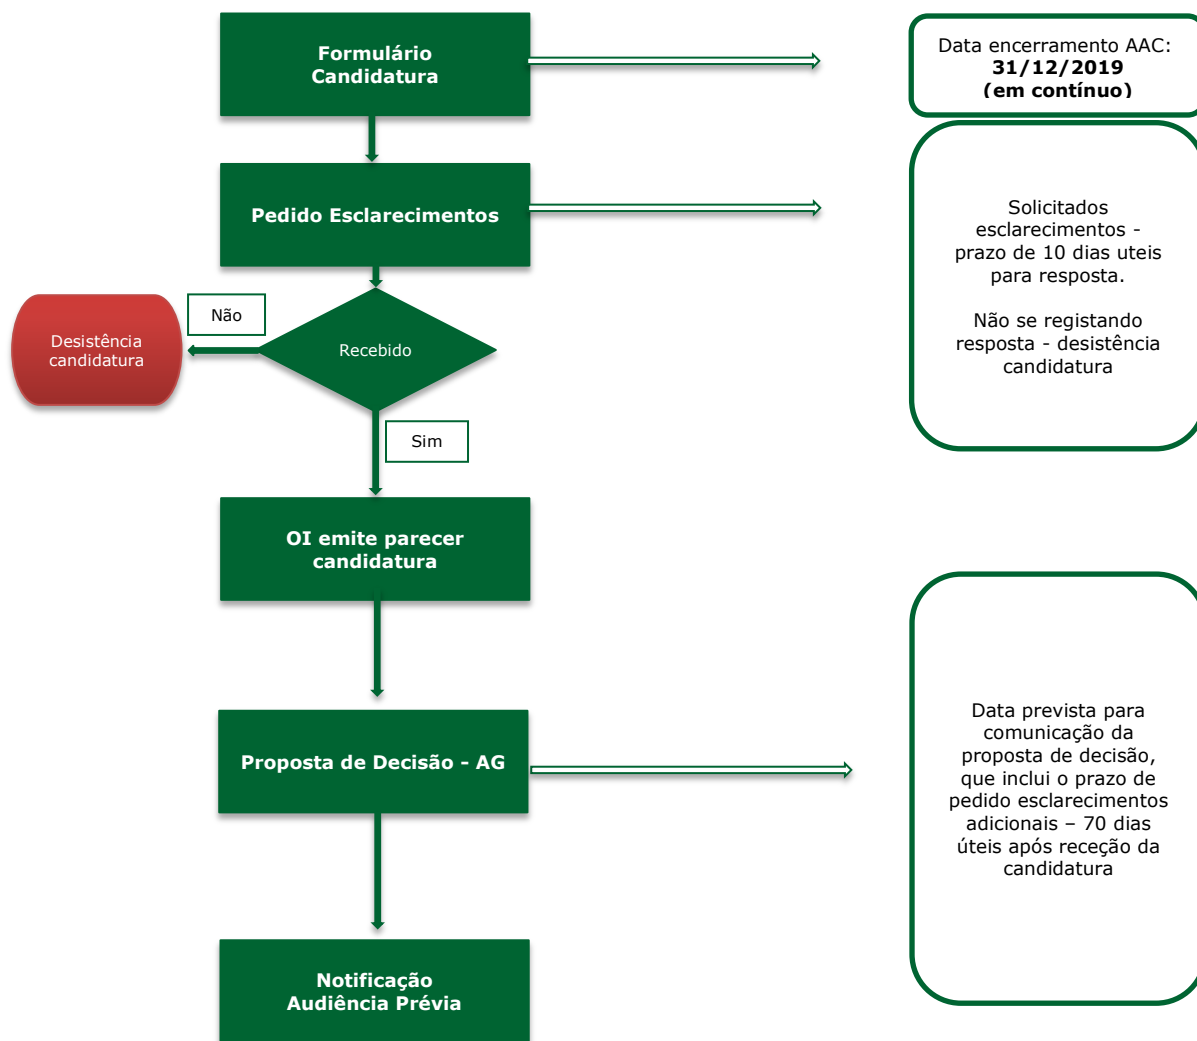 Formulário
Candidatura
Data encerramento AAC:
31/12/2019
(em contínuo)
Pedido Esclarecimentos
Solicitados
esclarecimentos -
prazo de 10 dias uteis
para resposta.
Não se registando
resposta - desistência
candidatura
Não
Desistência
candidatura
Recebido
Sim
OI emite parecer
candidatura
Proposta de Decisão - AG
Data prevista para
comunicação da
proposta de decisão,
que inclui o prazo de
pedido esclarecimentos
adicionais – 70 dias
úteis após receção da
candidatura
Notificação
Audiência Prévia